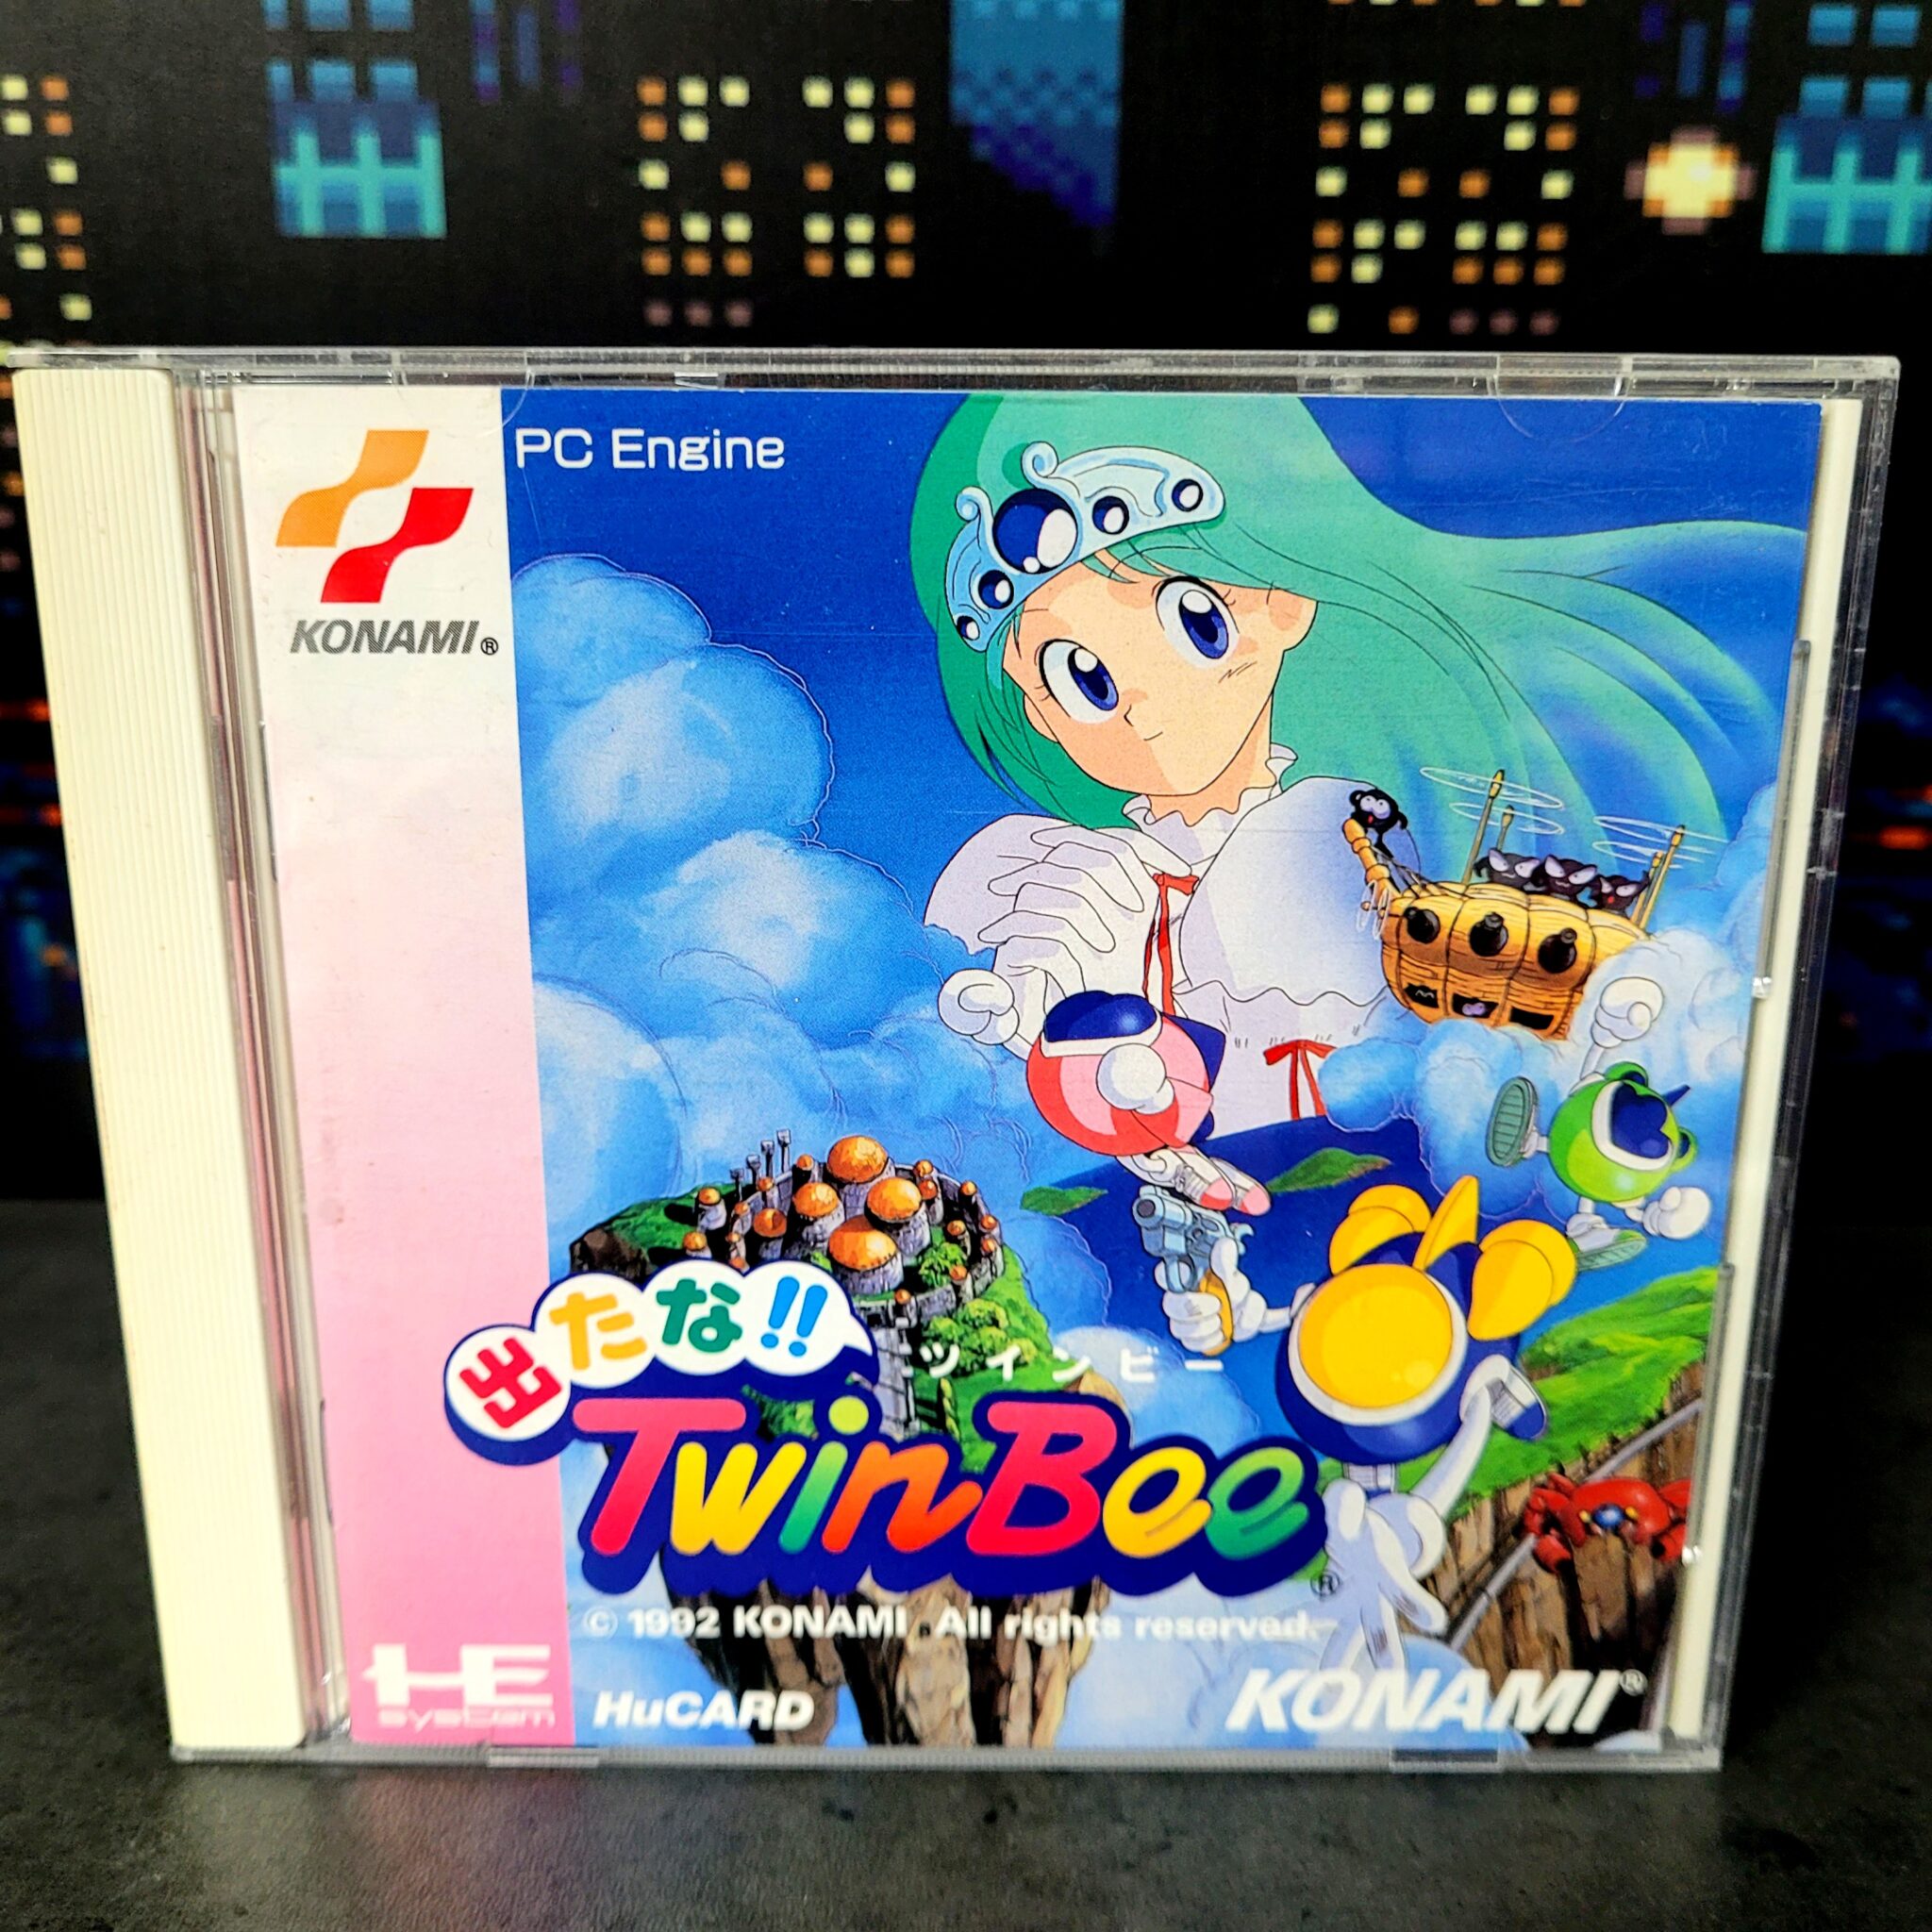 KONAMI®
PC Engine
出たな!!
ツインビー
TwinBee®
© 1992 KONAMI All rights reserved.
HE
system
HuCARD
KONAMI®